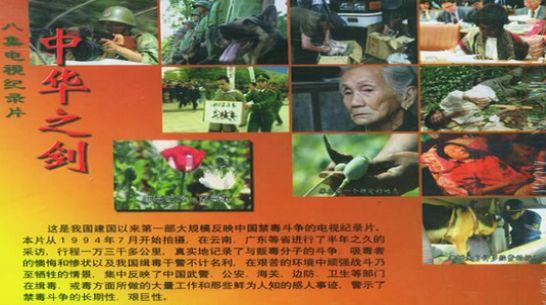 八集电视纪录片
中华之剑
这是我国建国以来第一部大规模反映中国禁毒斗争的电视纪录片。
本片从1994年7月开始拍摄，在云南、广东等省进行了半年之久的
采访，行程一万三千多公里，真实地记录了与贩毒分子的斗争、吸毒者
的懊悔和惨状以及我国缉毒干警不计名利，在艰苦的环境中顽强战斗乃
至牺牲的情景，集中反映了中国武警、公安、海关、边防、卫生等部门
在缉毒、戒毒方面所做的大量工作和那些鲜为人知的感人事迹，警示了
禁毒斗争的长期性、艰巨性。